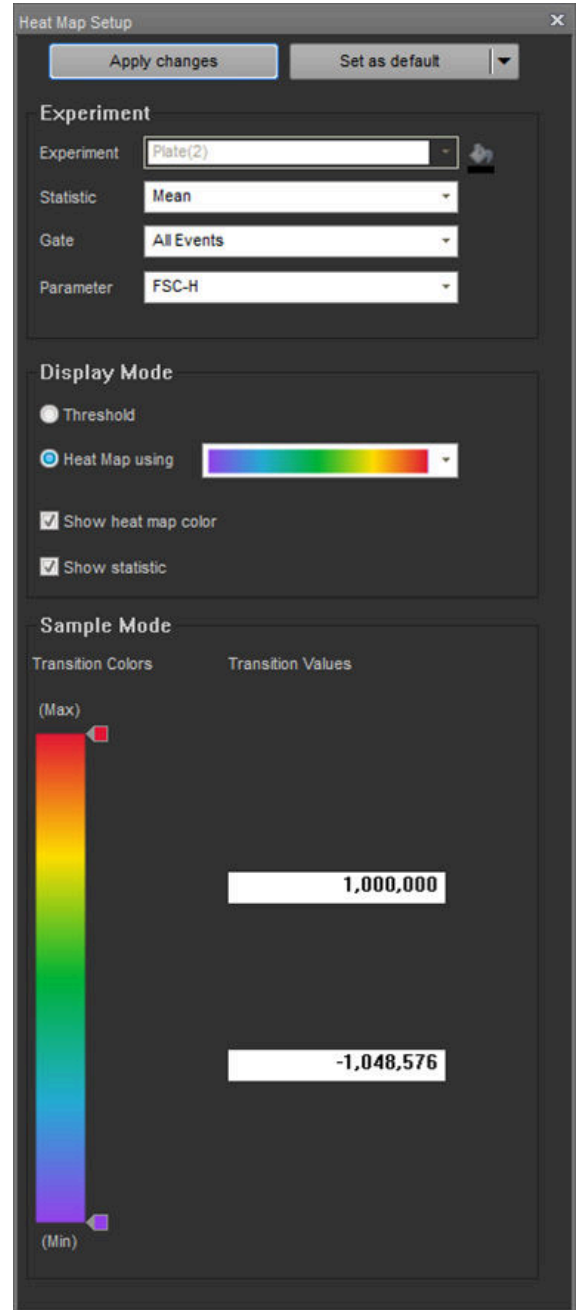 Heat Map Setup
Apply changes
Set as default
Experiment
Experiment Plate(2)
Statistic Mean
Gate All Events
Parameter FSC-H
Display Mode
Threshold
Heat Map using
Show heat map color
Show statistic
Sample Mode
Transition Colors Transition Values
(Max)
1,000,000
-1,048,576
(Min)